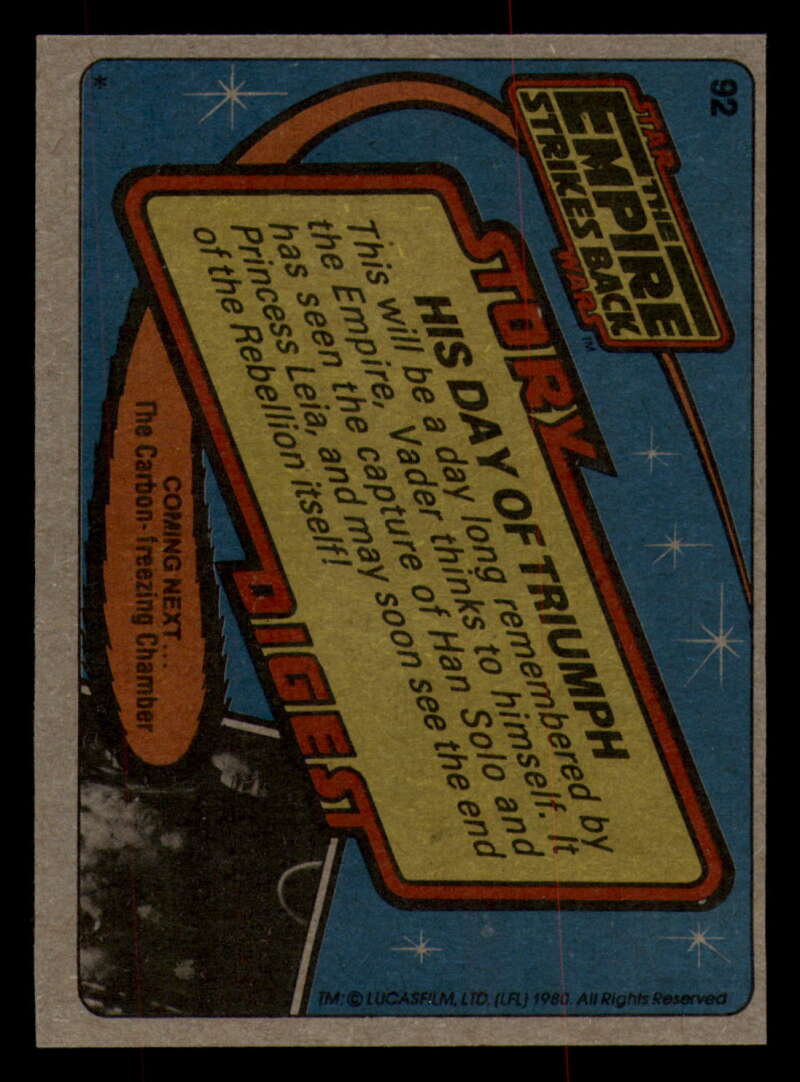 92
STAR
THE
EMPIRE
STRIKES BACK
WARS
TM
STORY
HIS DAY OF TRIUMPH
This will be a day long remembered by
the Empire, Vader thinks to himself. It
has seen the capture of Han Solo and
Princess Leia, and may soon see the end
of the Rebellion itself!
DIGEST
COMING NEXT...
The Carbon-freezing Chamber
*
TM: © LUCASFILM, LTD. (LFL) 1980. All Rights Reserved